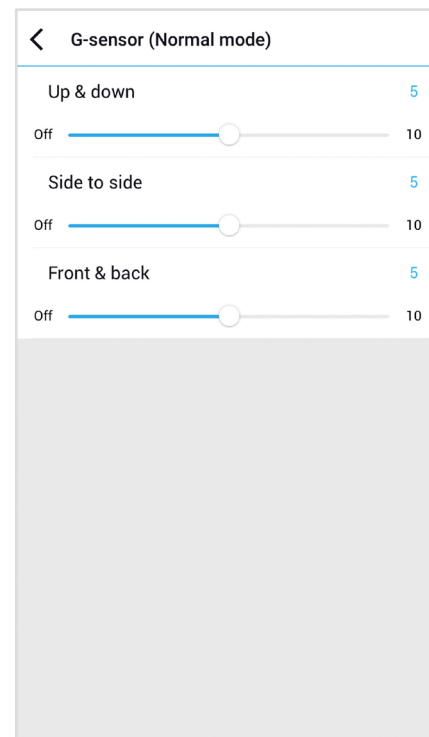 G-sensor (Normal mode)
Up & down 5
Off 10
Side to side 5
Off 10
Front & back 5
Off 10